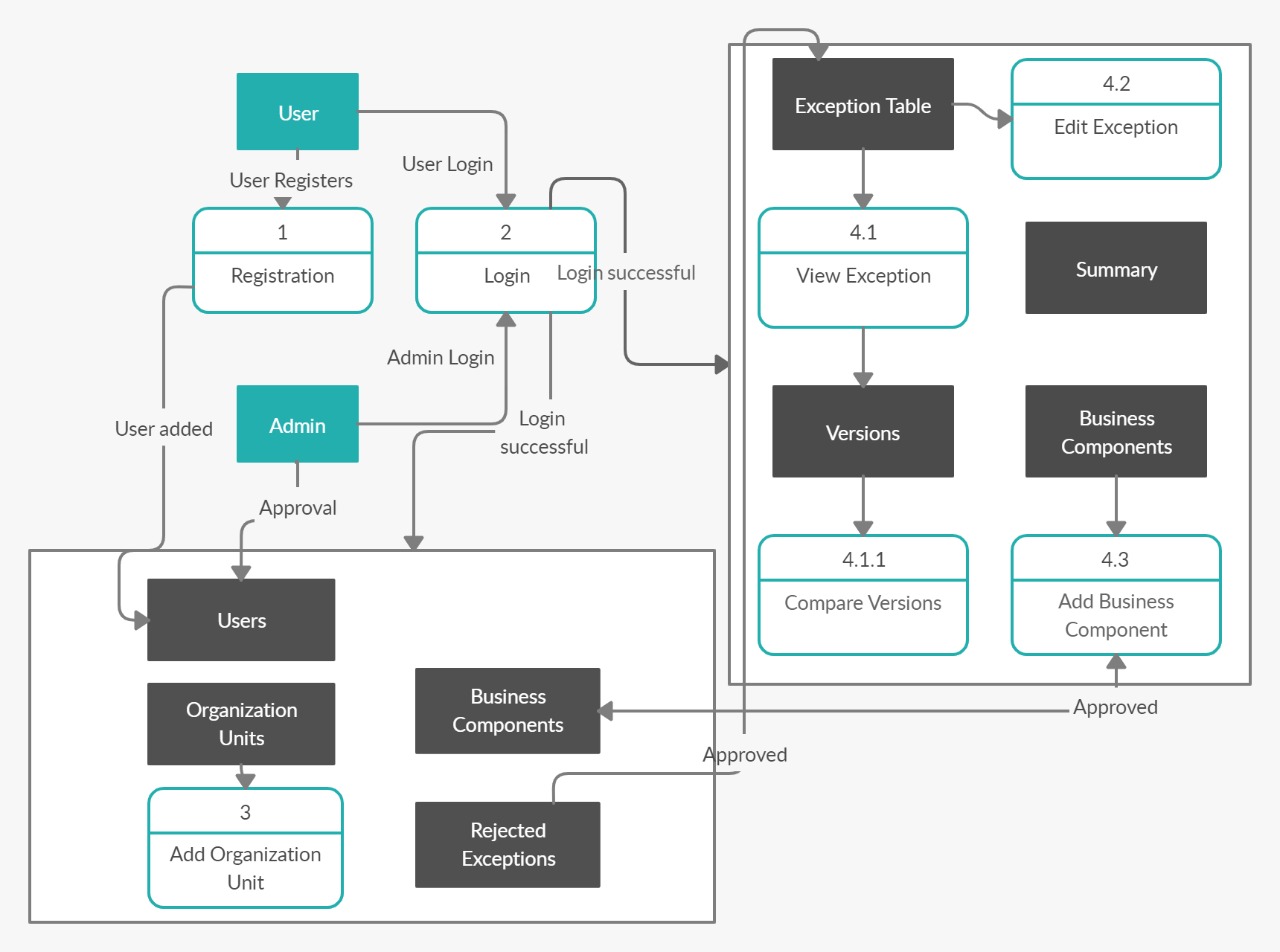 User
User Registers
1
Registration
User Login
2
Login
Login successful
Admin Login
Admin
Login
successful
User added
Approval
Users
Organization
Units
3
Add Organization
Unit
Business
Components
Rejected
Exceptions
Approved
Exception Table
4.2
Edit Exception
4.1
View Exception
Summary
Versions
Business
Components
4.1.1
Compare Versions
4.3
Add Business
Component
Approved